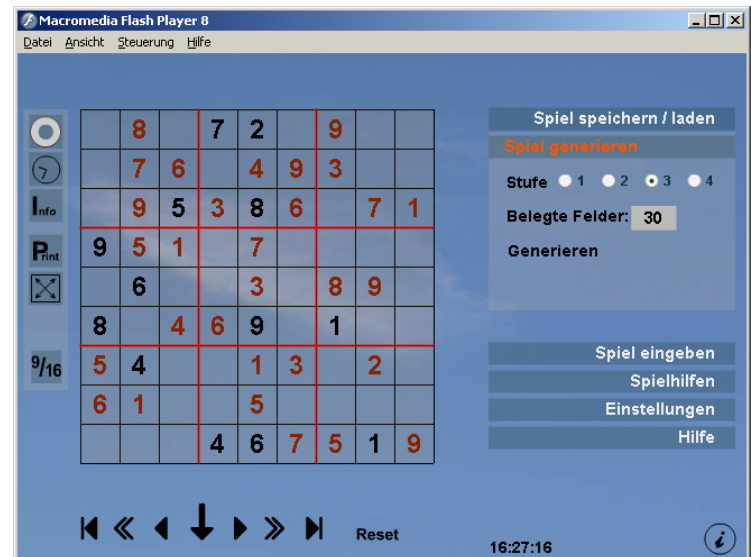 Macromedia Flash Player 8
Datei Ansicht Steuerung Hilfe
8 7 2 9
7 6 4 9 3
9 5 3 8 6 7 1
9 5 1 7
6 3 8 9
8 4 6 9 1
5 4 1 3 2
6 1 5
4 6 7 5 1 9
Info
Print
9/16
Spiel speichern / laden
Spiel generieren
Stufe 1 2 3 4
Belegte Felder: 30
Generieren
Spiel eingeben
Spielhilfen
Einstellungen
Hilfe
Reset
16:27:16
i